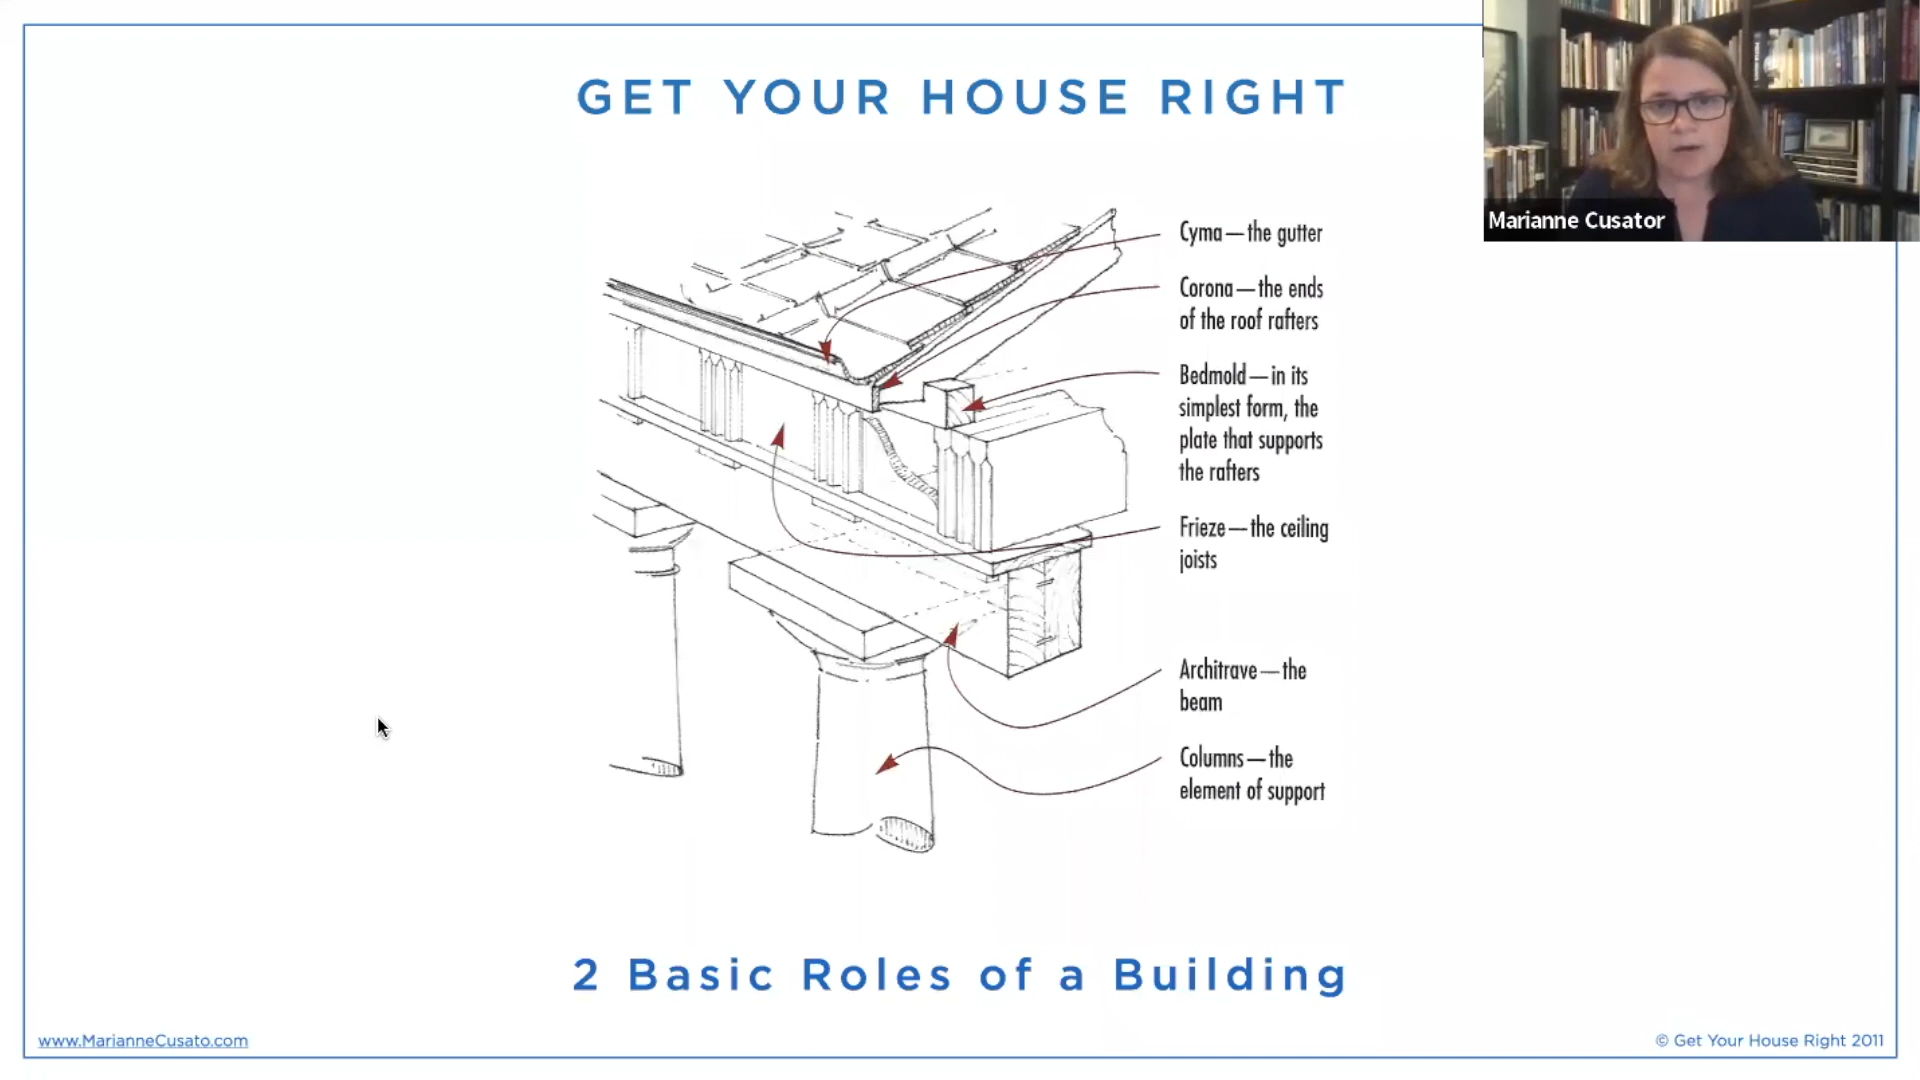 GET YOUR HOUSE RIGHT
Marianne Cusator
Cyma—the gutter
Corona—the ends
of the roof rafters
Bedmold—in its
simplest form, the
plate that supports
the rafters
Frieze—the ceiling
joists
Architrave—the
beam
Columns—the
element of support
2 Basic Roles of a Building
www.MarianneCusato.com
© Get Your House Right 2011